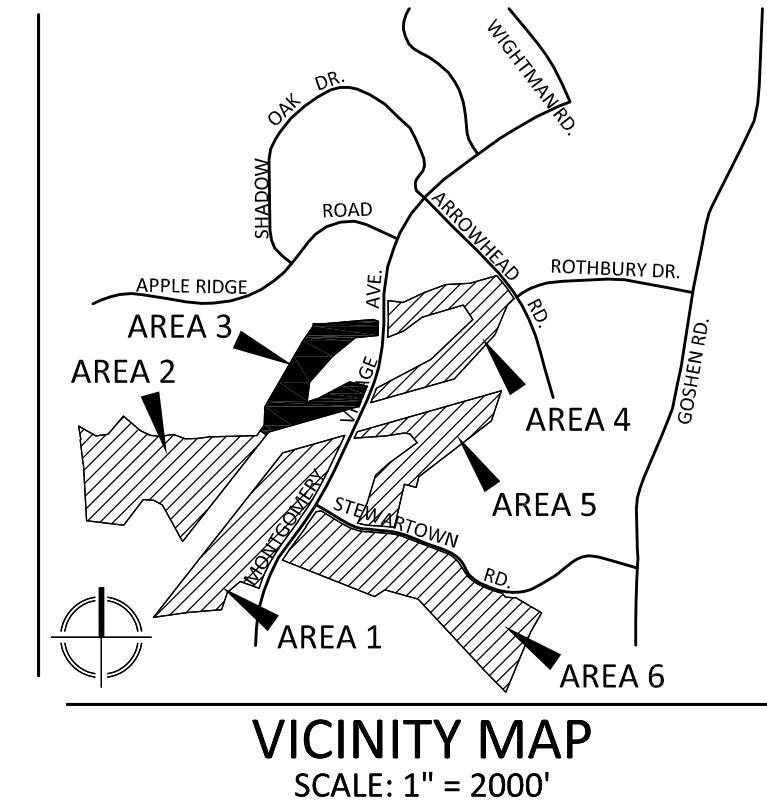 WIGHTMAN RD.
SHADOW OAK DR.
ARROWHEAD RD.
APPLE RIDGE ROAD
ROTHBURY DR.
GOSHEN RD.
MONTGOMERY VILLAGE AVE.
AREA 3
AREA 2
AREA 4
AREA 5
STEWARTOWN RD.
AREA 1
AREA 6
VICINITY MAP
SCALE: 1" = 2000'